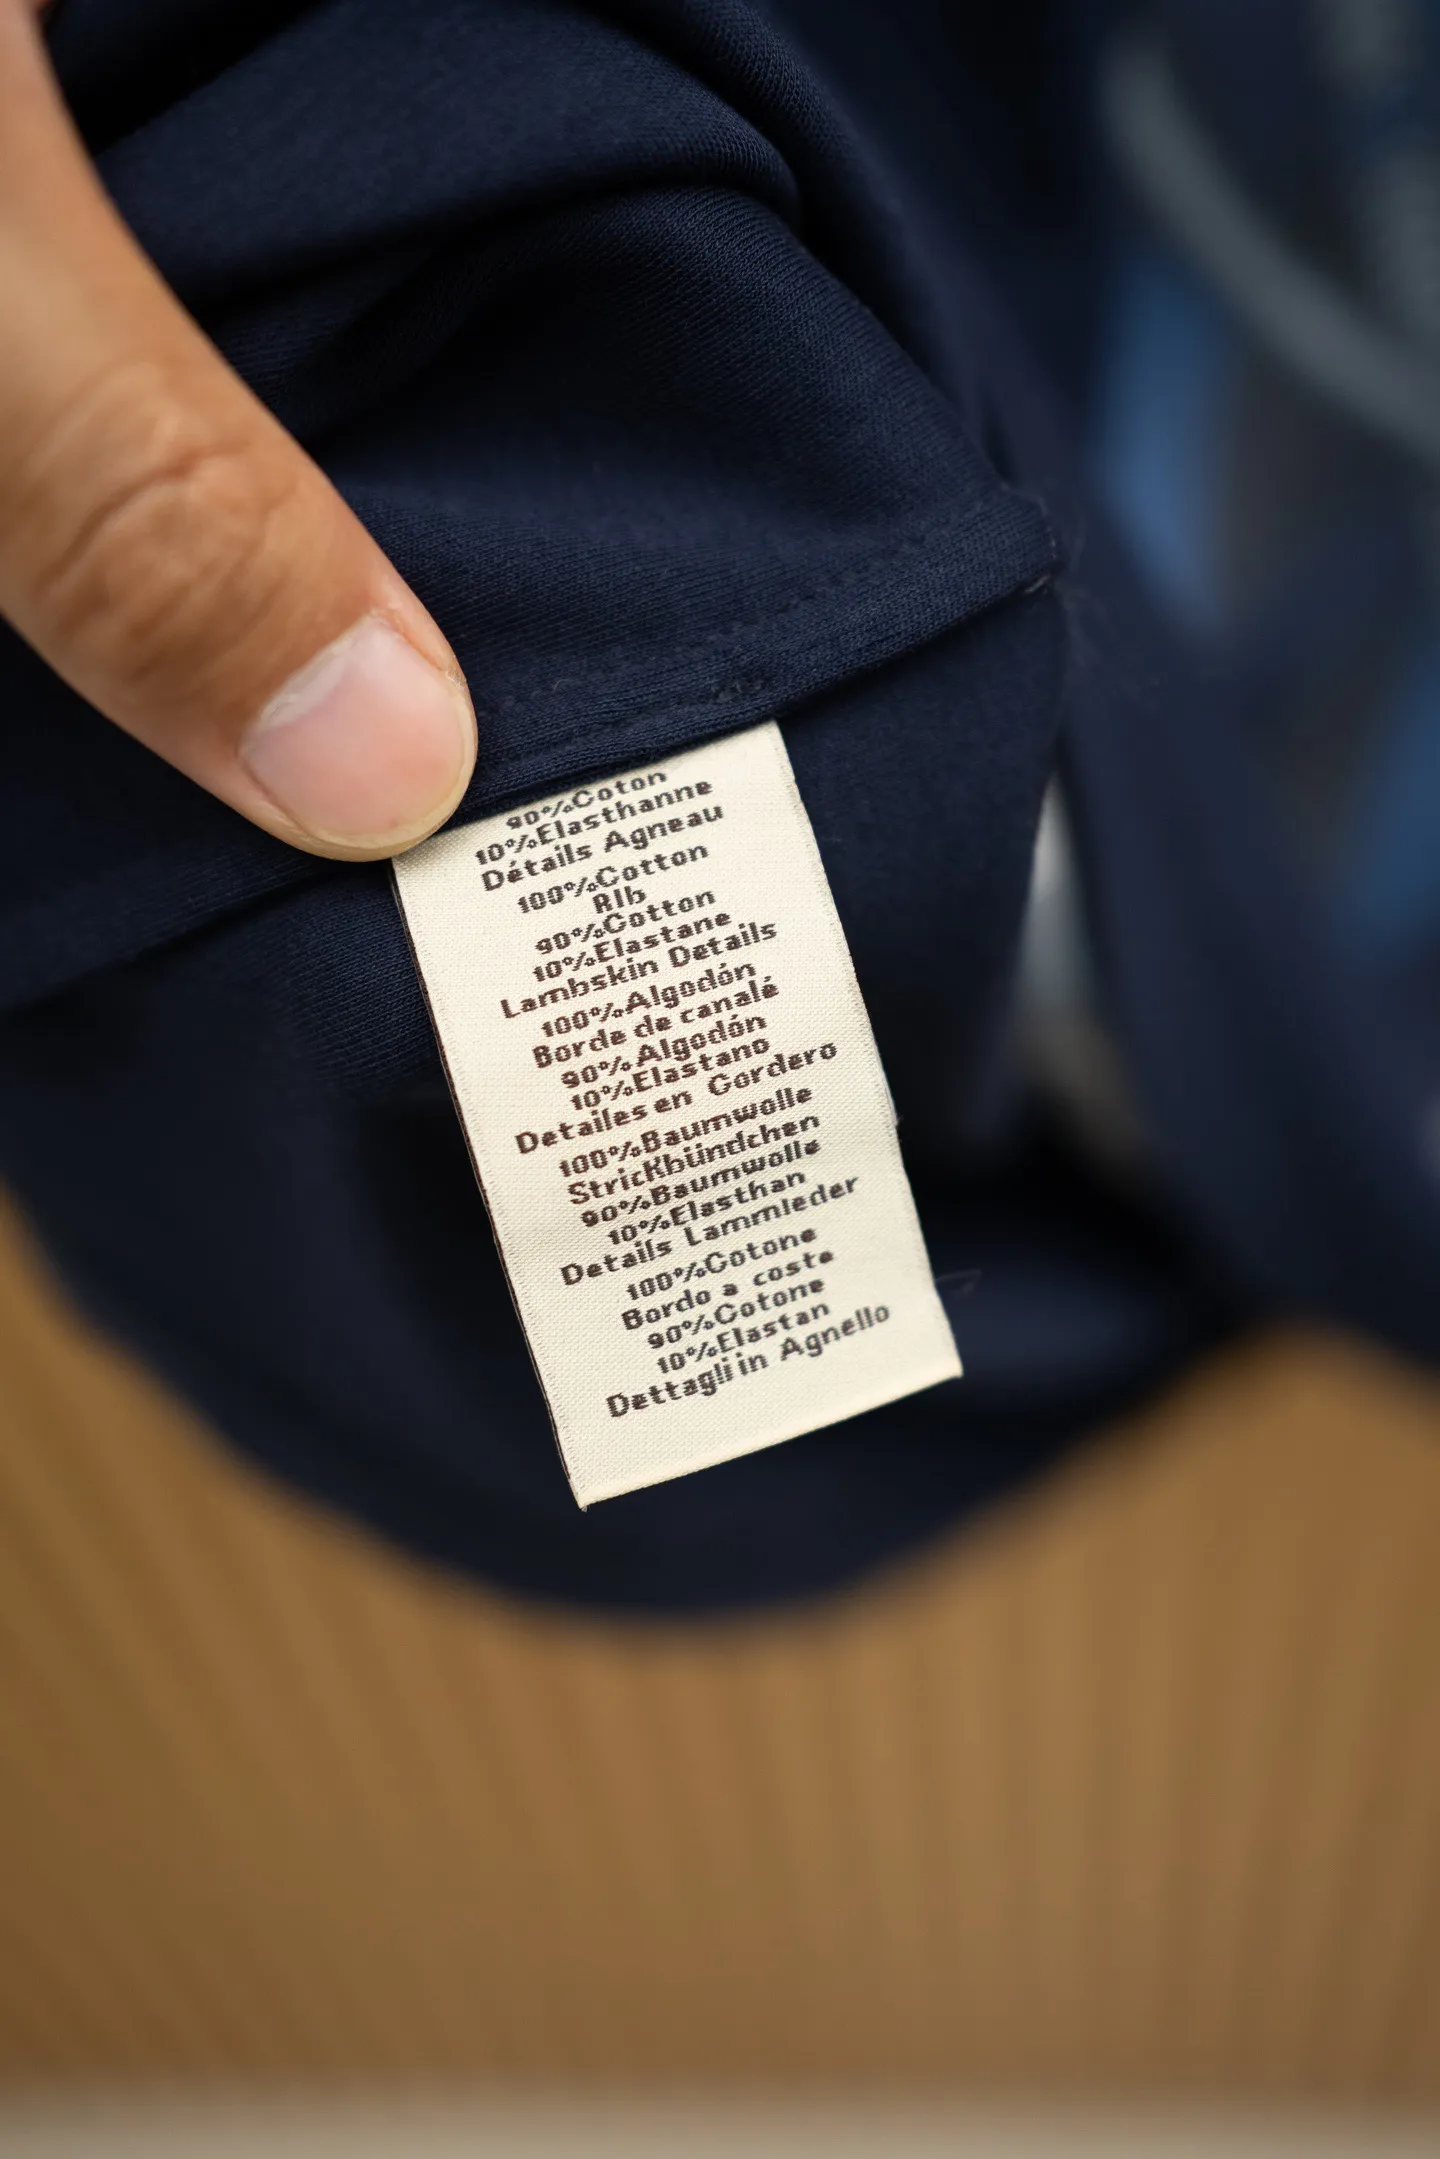 90%Coton
10%Elasthanne
Détails Agneau
100%Cotton
RIb
90%Cotton
10%Elastane
Lambskin Details
100%Algodón
Borde de canalé
90%Algodón
10%Elastano
Detailes en Cordero
100%Baumwolle
Strickbündchen
90%Baumwolle
10%Elasthan
Details Lammleder
100%Cotone
Bordo a coste
90%Cotone
10%Elastan
Dettagli in Agnello